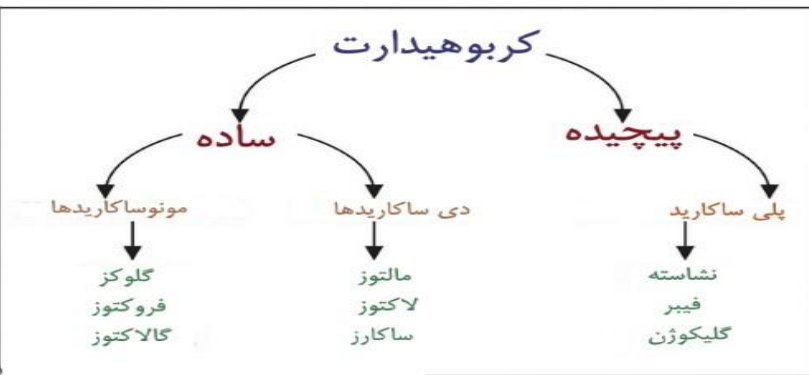 کربوهیدارت
پیچیده
ساده
پلی ساکارید
دی ساکاریدها
مونوساکاریدها
نشاسته
فیبر
گلیکوژن
مالتوز
لاکتوز
ساکارز
گلوکز
فروکتوز
گالاکتوز